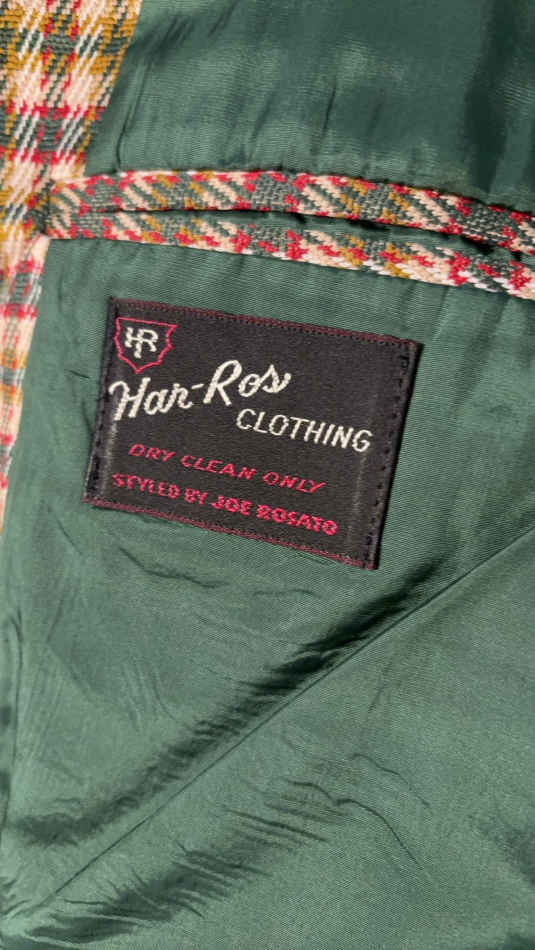 HR
Har-Ros
CLOTHING
DRY CLEAN ONLY
STYLED BY JOE ROSATO